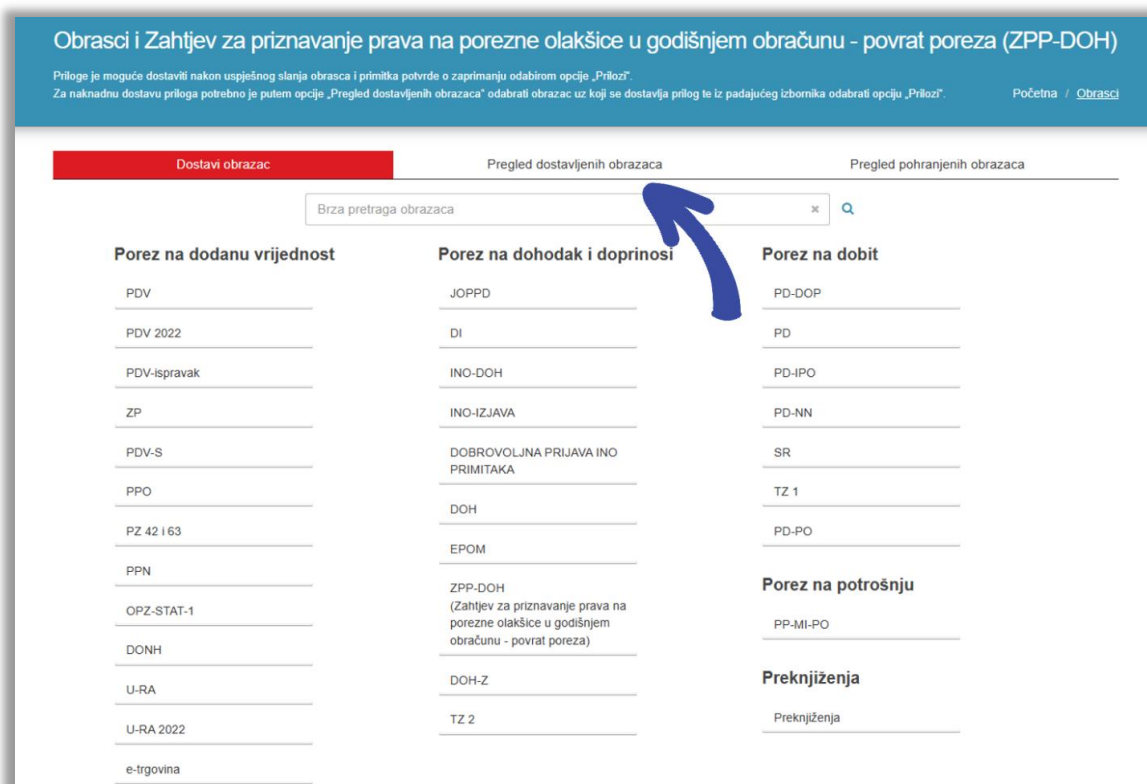 Obrasci i Zahtjev za priznavanje prava na porezne olakšice u godišnjem obračunu - povrat poreza (ZPP-DOH)
Priloge je moguće dostaviti nakon uspješnog slanja obrasca i primitka potvrde o zaprimanju odabirom opcije „Prilozi“.
Za naknadnu dostavu priloga potrebno je putem opcije „Pregled dostavljenih obrazaca“ odabrati obrazac uz koji se dostavlja prilog te iz padajućeg izbornika odabrati opciju „Prilozi“.
Početna / Obrasci
Dostavi obrazac
Pregled dostavljenih obrazaca
Pregled pohranjenih obrazaca
Brza pretraga obrazaca
Porez na dodanu vrijednost
PDV
PDV 2022
PDV-ispravak
ZP
PDV-S
PPO
PZ 42 i 63
PPN
OPZ-STAT-1
DONH
U-RA
U-RA 2022
e-trgovina
Porez na dohodak i doprinosi
JOPPD
DI
INO-DOH
INO-IZJAVA
DOBROVOLJNA PRIJAVA INO
PRIMITAKA
DOH
EPOM
ZPP-DOH
(Zahtjev za priznavanje prava na
porezne olakšice u godišnjem
obračunu - povrat poreza)
DOH-Z
TZ 2
Porez na dobit
PD-DOP
PD
PD-IPO
PD-NN
SR
TZ 1
PD-PO
Porez na potrošnju
PP-MI-PO
Preknjiženja
Preknjiženja